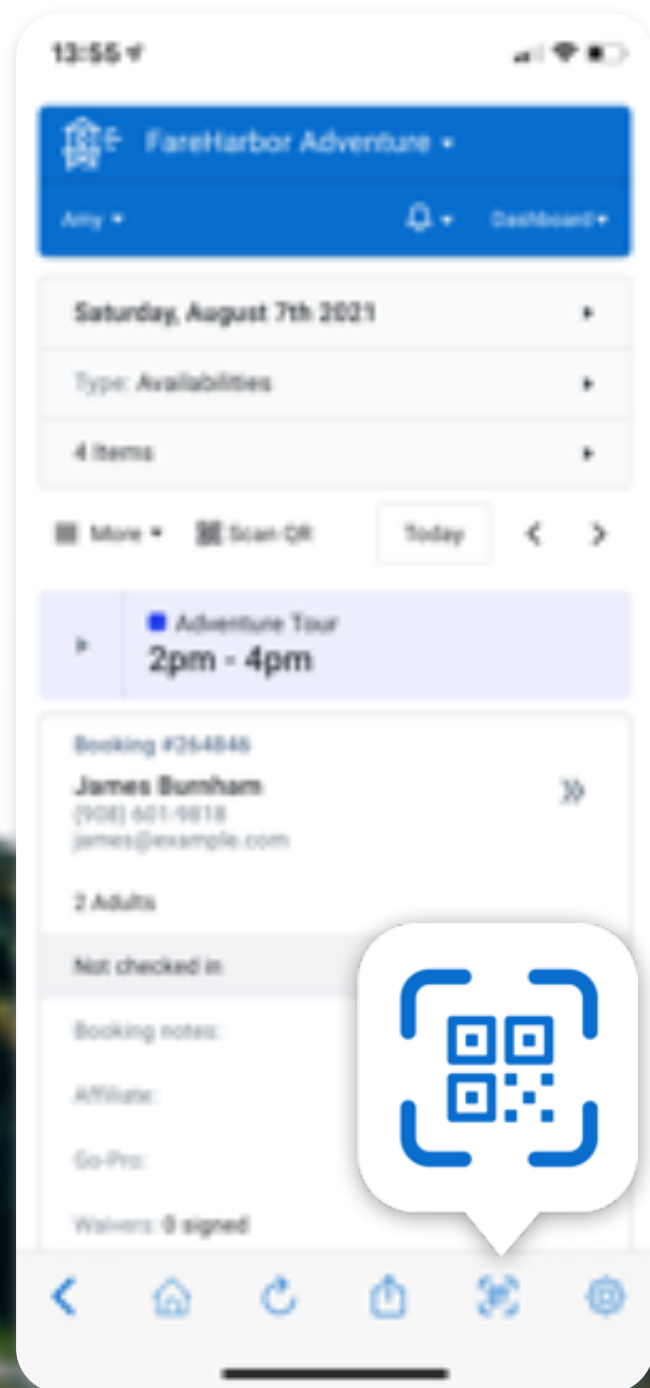 13:55
FareHarbor Adventure
Amy
Dashboard
Saturday, August 7th 2021
Type: Availabilities
4 Items
More
Scan QR
Today
Adventure Tour
2pm - 4pm
Booking #264846
James Burnham
(908) 601-9818
james@example.com
2 Adults
Not checked in
Booking notes:
Affiliate:
Go-Pro:
Waivers: 0 signed